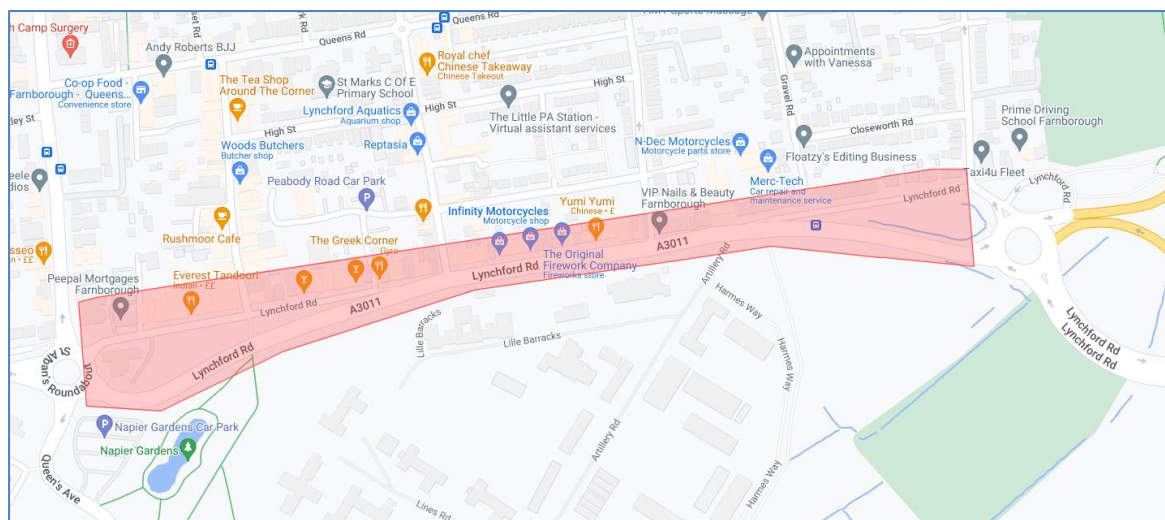 n Camp Surgery
Andy Roberts BJJ
Queens Rd
Queens Rd
Royal chef
Chinese Takeaway
Chinese Takeout
High St
Appointments
with Vanessa
Co-op Food -
Farnborough - Queens...
Convenience store
The Tea Shop
Around The Corner
St Marks C Of E
Primary School
Lynchford Aquatics
Aquarium shop
High St
The Little PA Station -
Virtual assistant services
Gravel Rd
Prime Driving
School Farnborough
Closeworth Rd
High St
Woods Butchers
Butcher shop
Reptasia
N-Dec Motorcycles
Motorcycle parts store
Floatzy's Editing Business
Taxi4u Fleet
Merc-Tech
Car repair and
maintenance service
Peabody Road Car Park
VIP Nails & Beauty
Farnborough
Lynchford Rd
Lynchford Rd
Infinity Motorcycles
Motorcycle shop
Yumi Yumi
Chinese • £
Rushmoor Cafe
The Greek Corner
Gyro
A3011
The Original
Firework Company
Fireworks store
Lynchford Rd
Artillery Rd
Peepal Mortgages
Farnborough
Everest Tandoori
Indian • ££
Lynchford Rd
A3011
Harmes Way
Lynchford Rd
Lynchford Rd
Lille Barracks
Lille Barracks
Lynchford Rd
St Alban's Roundabout
Harmes Way
Napier Gardens Car Park
Napier Gardens
Artillery Rd
Harmes Way
Queen's Ave
Lines Rd